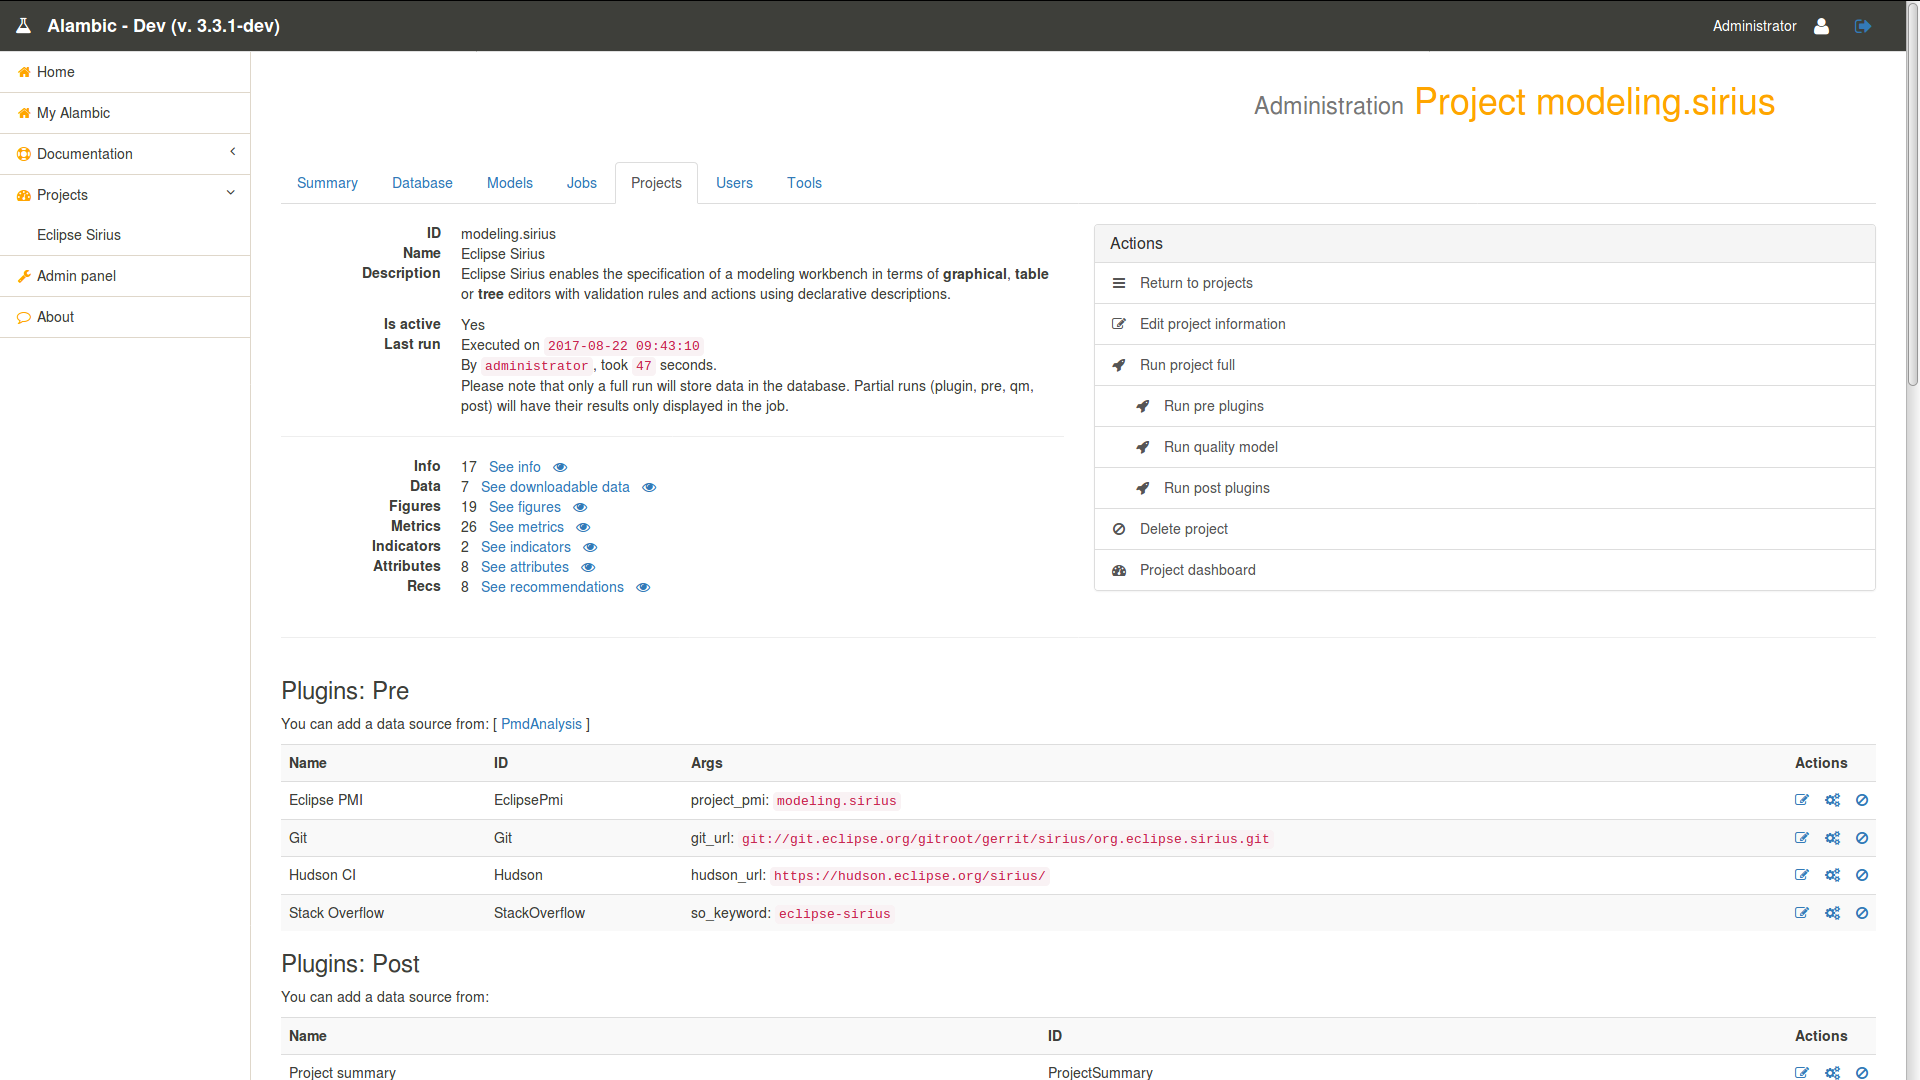 Alambic - Dev (v. 3.3.1-dev)
Administrator
Home
My Alambic
Documentation
Projects
Eclipse Sirius
Admin panel
About
Administration Project modeling.sirius
Summary Database Models Jobs Projects Users Tools
ID modeling.sirius
Name Eclipse Sirius
Description Eclipse Sirius enables the specification of a modeling workbench in terms of graphical, table
or tree editors with validation rules and actions using declarative descriptions.
Is active Yes
Last run Executed on 2017-08-22 09:43:10
By administrator, took 47 seconds.
Please note that only a full run will store data in the database. Partial runs (plugin, pre, qm,
post) will have their results only displayed in the job.
Info 17 See info
Data 7 See downloadable data
Figures 19 See figures
Metrics 26 See metrics
Indicators 2 See indicators
Attributes 8 See attributes
Recs 8 See recommendations
Actions
Return to projects
Edit project information
Run project full
Run pre plugins
Run quality model
Run post plugins
Delete project
Project dashboard
Plugins: Pre
You can add a data source from: [ PmdAnalysis ]
Name ID Args Actions
Eclipse PMI EclipsePmi project_pmi: modeling.sirius
Git Git git_url: git://git.eclipse.org/gitroot/gerrit/sirius/org.eclipse.sirius.git
Hudson CI Hudson hudson_url: https://hudson.eclipse.org/sirius/
Stack Overflow StackOverflow so_keyword: eclipse-sirius
Plugins: Post
You can add a data source from:
Name ID Actions
Project summary ProjectSummary